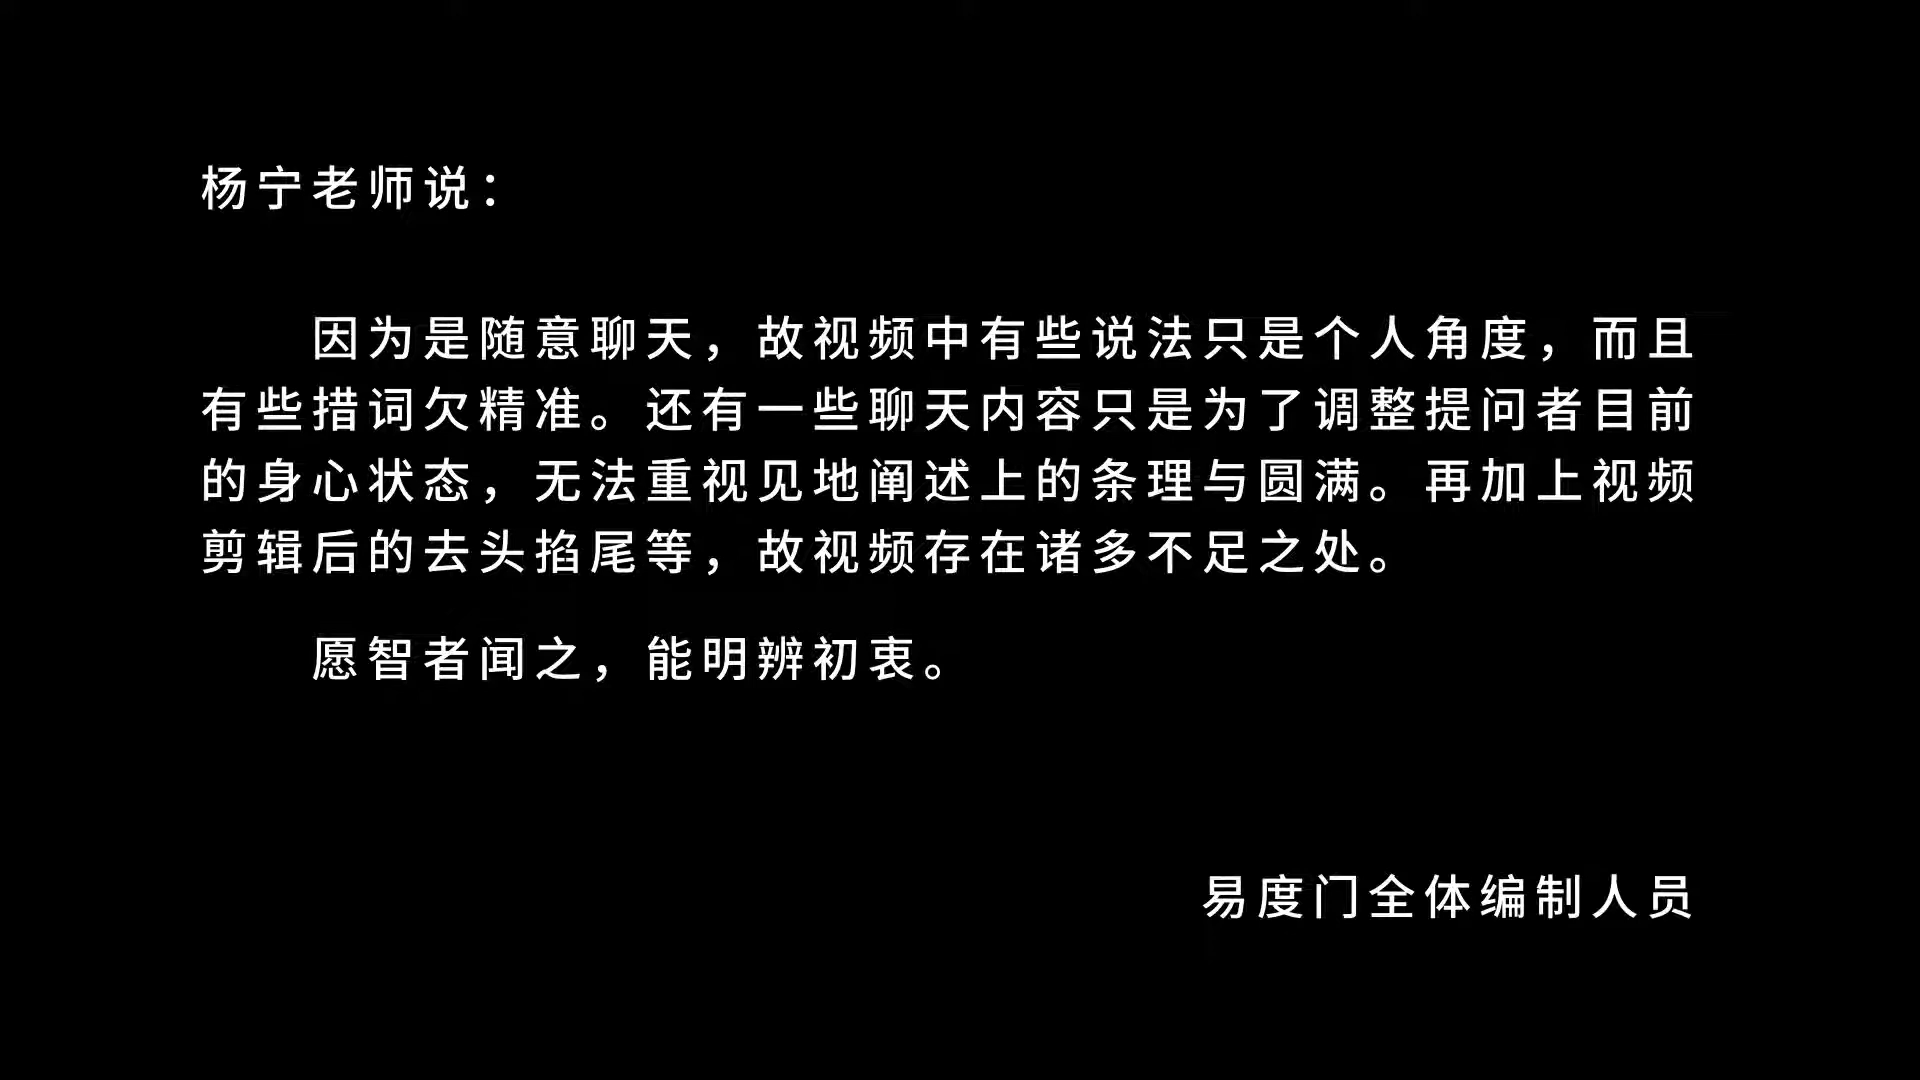 杨宁老师说：
因为是随意聊天，故视频中有些说法只是个人角度，而且
有些措词欠精准。还有一些聊天内容只是为了调整提问者目前
的身心状态，无法重视见地阐述上的条理与圆满。再加上视频
剪辑后的去头掐尾等，故视频存在诸多不足之处。
愿智者闻之，能明辨初衷。
易度门全体编制人员